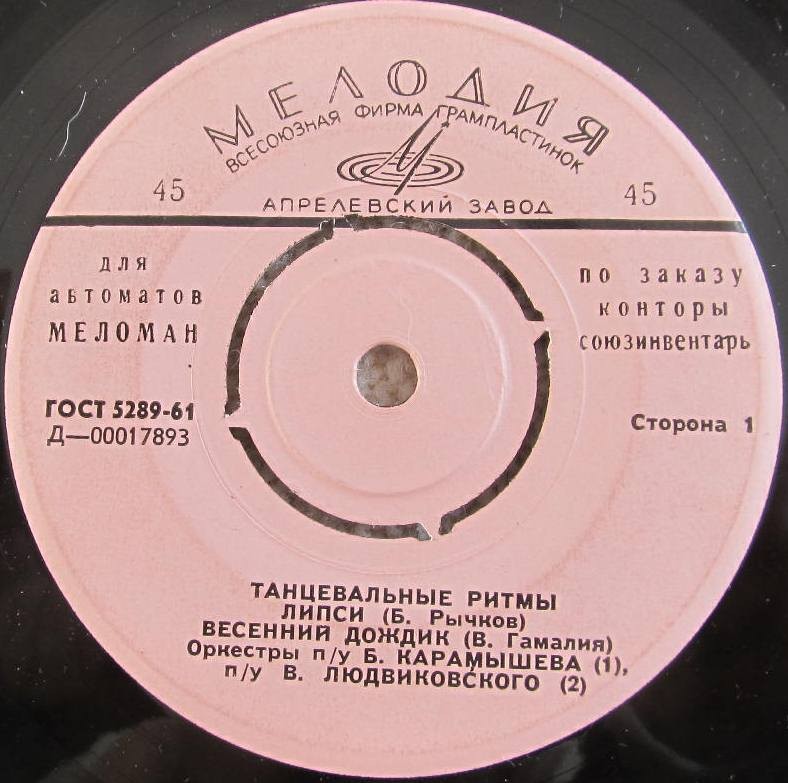 МЕЛОДИЯ
ВСЕСОЮЗНАЯ ФИРМА ГРАМПЛАСТИНОК
45
45
АПРЕЛЕВСКИЙ ЗАВОД
для
автоматов
МЕЛОМАН
по заказу
конторы
союзинвентарь
ГОСТ 5289-61
Д—00017893
Сторона 1
ТАНЦЕВАЛЬНЫЕ РИТМЫ
ЛИПСИ (Б. Рычков)
ВЕСЕННИЙ ДОЖДИК (В. Гамалия)
Оркестры п/у Б. КАРАМЫШЕВА (1),
п/у В. ЛЮДВИКОВСКОГО (2)